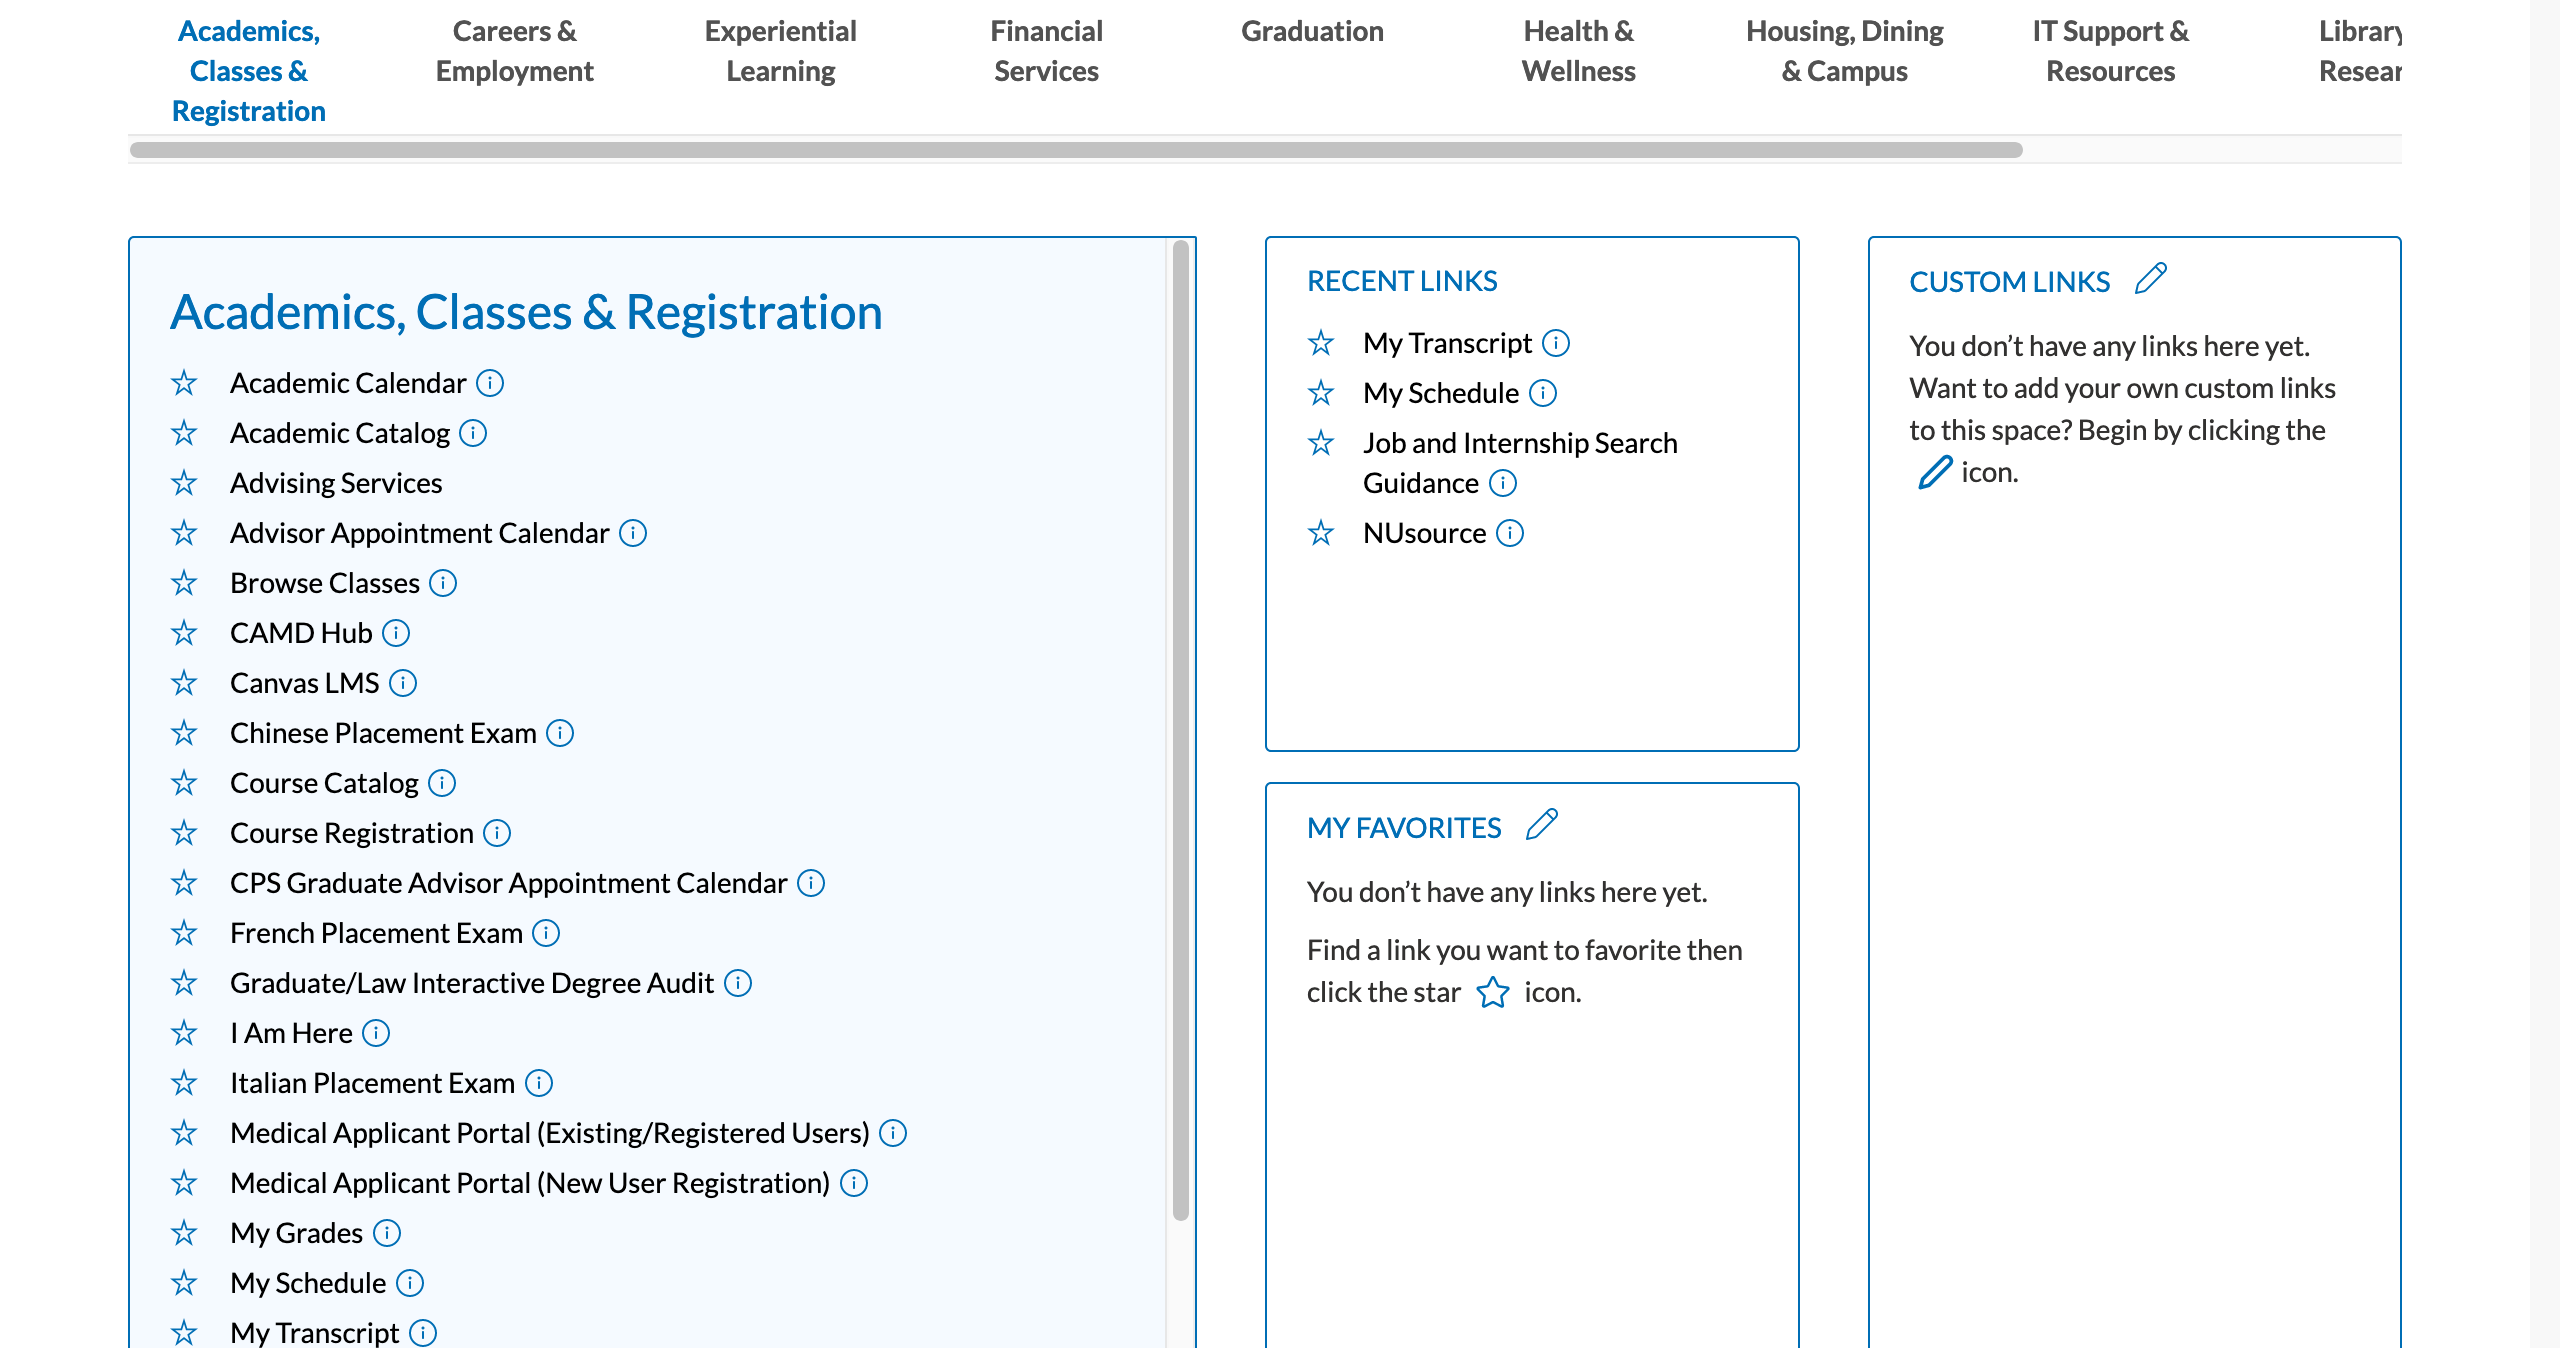 Academics,
Classes &
Registration
Careers &
Employment
Experiential
Learning
Financial
Services
Graduation
Health &
Wellness
Housing, Dining
& Campus
IT Support &
Resources
Library
Resear
Academics, Classes & Registration
Academic Calendar
Academic Catalog
Advising Services
Advisor Appointment Calendar
Browse Classes
CAMD Hub
Canvas LMS
Chinese Placement Exam
Course Catalog
Course Registration
CPS Graduate Advisor Appointment Calendar
French Placement Exam
Graduate/Law Interactive Degree Audit
I Am Here
Italian Placement Exam
Medical Applicant Portal (Existing/Registered Users)
Medical Applicant Portal (New User Registration)
My Grades
My Schedule
My Transcript
RECENT LINKS
My Transcript
My Schedule
Job and Internship Search
Guidance
NUsource
MY FAVORITES
You don’t have any links here yet.
Find a link you want to favorite then
click the star icon.
CUSTOM LINKS
You don’t have any links here yet.
Want to add your own custom links
to this space? Begin by clicking the
icon.